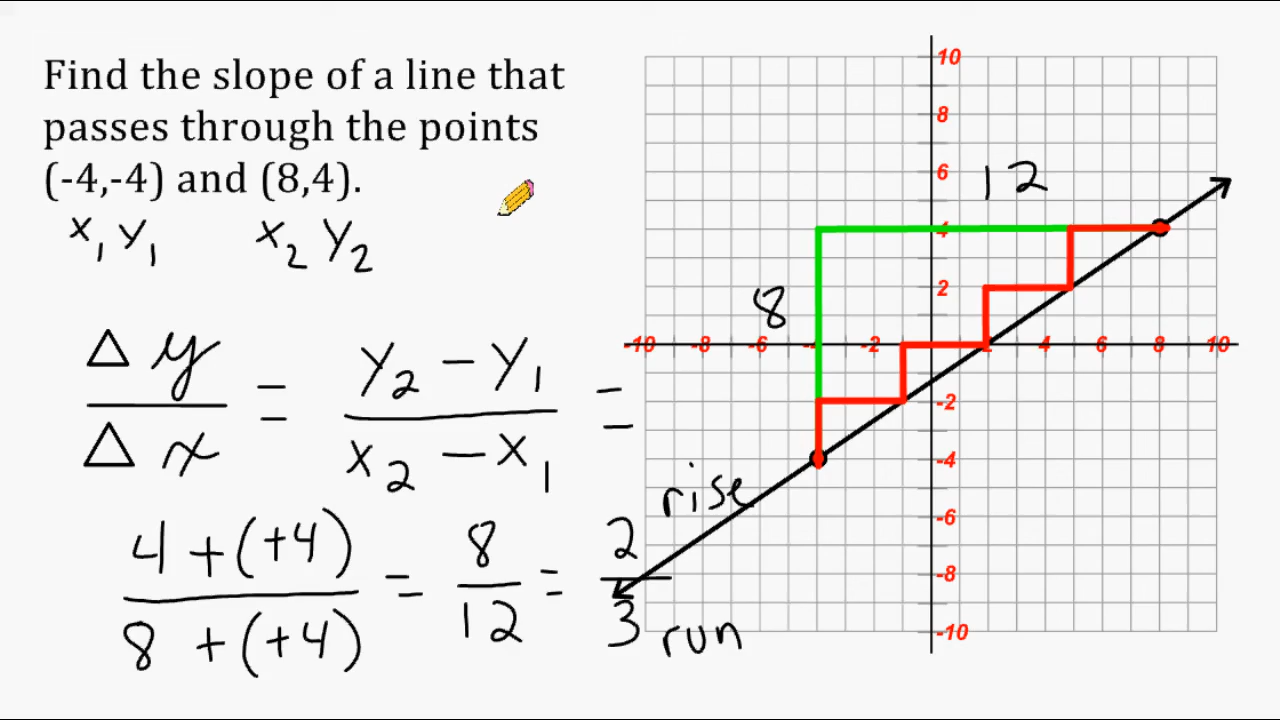 Find the slope of a line that
passes through the points
(-4,-4) and (8,4).
x₁ y₁ x₂ y₂
Δy/Δx = (y₂ - y₁)/(x₂ - x₁) =
(4 + (+4))/(8 + (+4)) = 8/12 = 2/3
rise
run
12
8
10
8
6
4
2
-10 -8 -6 -2 2 4 6 8 10
-2
-4
-6
-8
-10